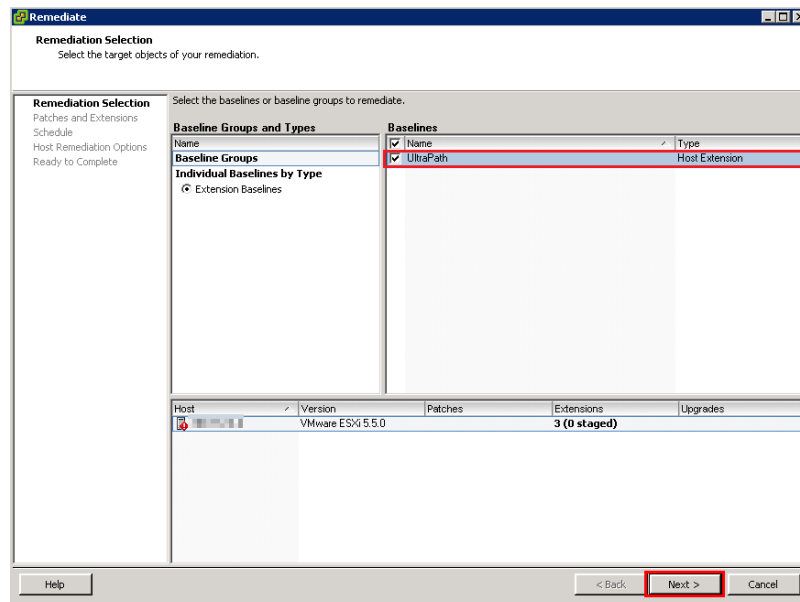 Remediate
Remediation Selection
Select the target objects of your remediation.
Remediation Selection
Patches and Extensions
Schedule
Host Remediation Options
Ready to Complete
Select the baselines or baseline groups to remediate.
Baseline Groups and Types
Name
Baseline Groups
Individual Baselines by Type
Extension Baselines
Baselines
Name Type
UltraPath Host Extension
Host Version Patches Extensions Upgrades
VMware ESXi 5.5.0 3 (0 staged)
Help < Back Next > Cancel